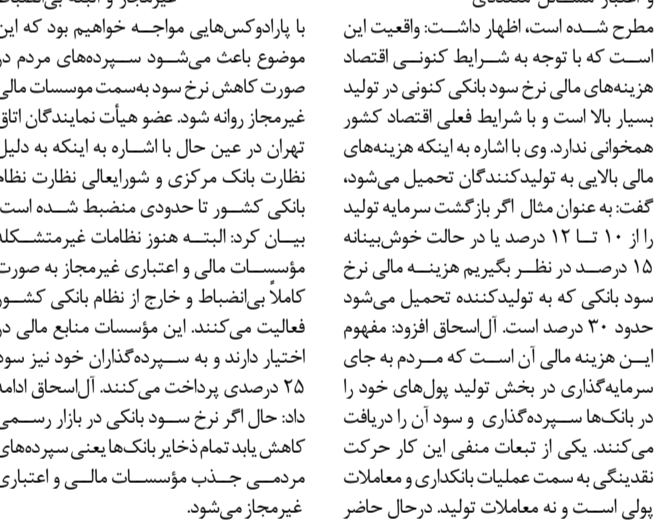 و اعتبار مسائل متعددی
مطرح شده است، اظهار داشت: واقعیت این
است که با توجه به شرایط کنونی اقتصاد
هزینه‌های مالی نرخ سود بانکی کنونی در تولید
بسیار بالا است و با شرایط فعلی اقتصاد کشور
همخوانی ندارد. وی با اشاره به اینکه هزینه‌های
مالی بالایی به تولیدکنندگان تحمیل می‌شود،
گفت: به عنوان مثال اگر بازگشت سرمایه تولید
را از ۱۰ تا ۱۲ درصد یا در حالت خوش‌بینانه
۱۵ درصد در نظر بگیریم هزینه مالی نرخ
سود بانکی که به تولیدکننده تحمیل می‌شود
حدود ۳۰ درصد است. آل‌اسحاق افزود: مفهوم
این هزینه مالی آن است که مردم به جای
سرمایه‌گذاری در بخش تولید پول‌های خود را
در بانک‌ها سپرده‌گذاری و سود آن را دریافت
می‌کنند. یکی از تبعات منفی این کار حرکت
نقدینگی به سمت عملیات بانکداری و معاملات
پولی است و نه معاملات تولید. درحال حاضر
غیرمجاز و البته بی‌انضباط
با پارادوکس‌هایی مواجه خواهیم بود که این
موضوع باعث می‌شود سپرده‌های مردم در
صورت کاهش نرخ سود به‌سمت موسسات مالی
غیرمجاز روانه شود. عضو هیأت نمایندگان اتاق
تهران در عین حال با اشاره به اینکه به دلیل
نظارت بانک مرکزی و شورایعالی نظارت نظام
بانکی کشور تا حدودی منضبط شده است
بیان کرد: البته هنوز نظامات غیرمتشکله
مؤسسات مالی و اعتباری غیرمجاز به صورت
کاملاً بی‌انضباط و خارج از نظام بانکی کشور
فعالیت می‌کنند. این مؤسسات منابع مالی در
اختیار دارند و به سپرده‌گذاران خود نیز سود
۲۵ درصدی پرداخت می‌کنند. آل‌اسحاق ادامه
داد: حال اگر نرخ سود بانکی در بازار رسمی
کاهش یابد تمام ذخایر بانک‌ها یعنی سپرده‌های
مردمی جذب مؤسسات مالی و اعتباری
غیرمجاز می‌شود.